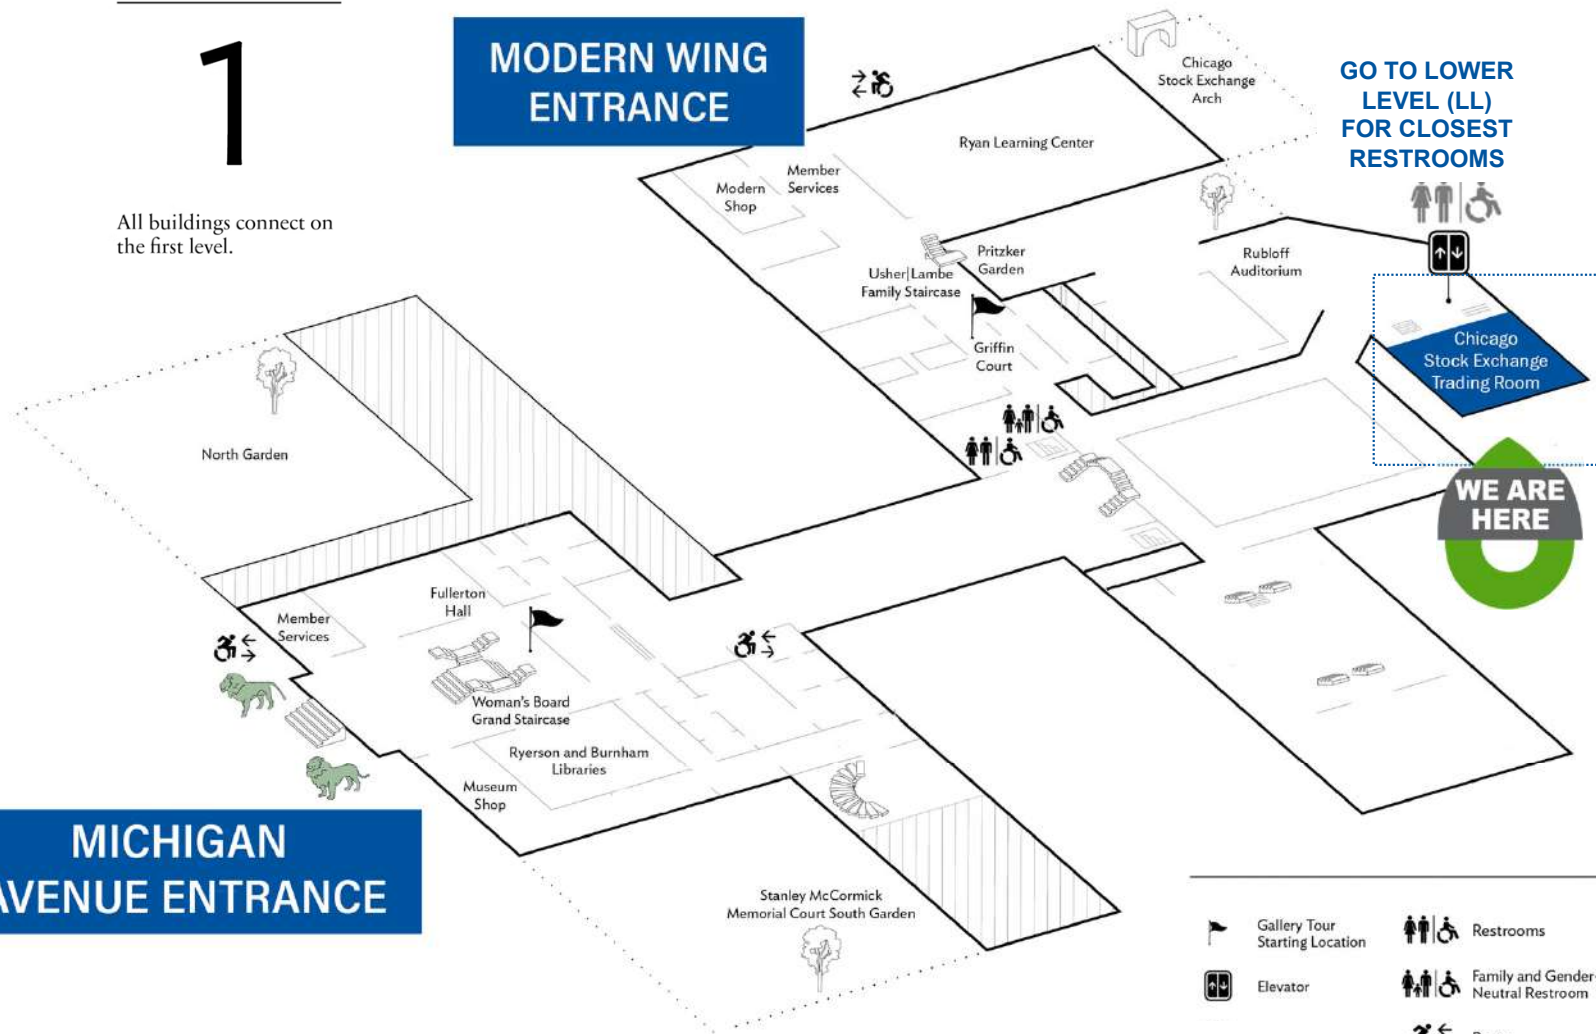 1
All buildings connect on
the first level.
MODERN WING
ENTRANCE
Chicago
Stock Exchange
Arch
GO TO LOWER
LEVEL (LL)
FOR CLOSEST
RESTROOMS
Ryan Learning Center
Member
Services
Modern
Shop
Pritzker
Garden
Usher|Lambe
Family Staircase
Rubloff
Auditorium
Griffin
Court
Chicago
Stock Exchange
Trading Room
WE ARE
HERE
North Garden
Fullerton
Hall
Member
Services
Woman's Board
Grand Staircase
Ryerson and Burnham
Libraries
Museum
Shop
MICHIGAN
AVENUE ENTRANCE
Stanley McCormick
Memorial Court South Garden
Gallery Tour
Starting Location
Restrooms
Elevator
Family and Gender-
Neutral Restroom